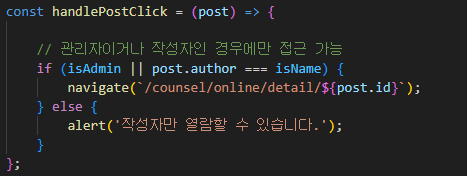 const handlePostClick = (post) => {
// 관리자이거나 작성자인 경우에만 접근 가능
if (isAdmin || post.author === isName) {
navigate(`/counsel/online/detail/${post.id}`);
} else {
alert('작성자만 열람할 수 있습니다.');
}
};